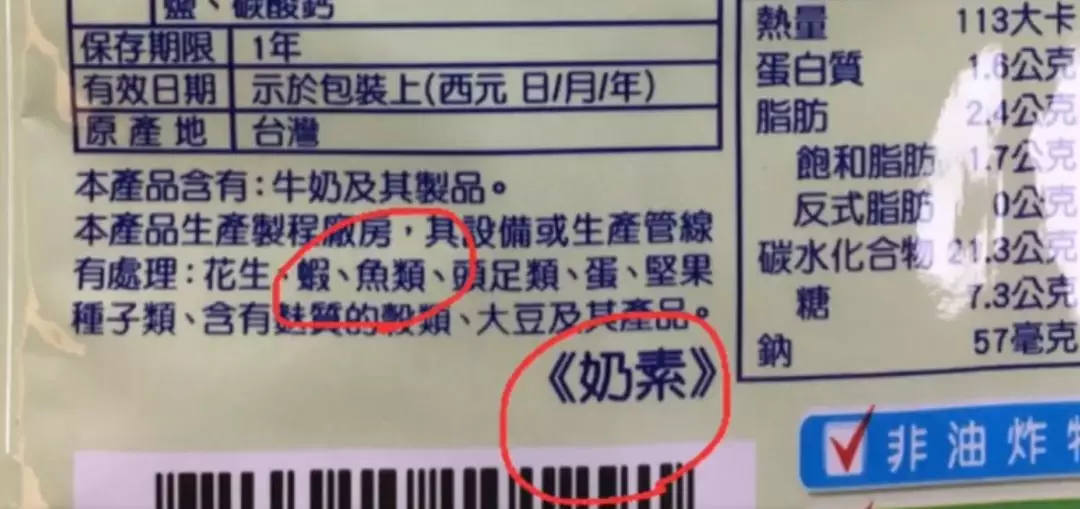 鹽、碳酸鈣
保存期限 1年
有效日期 示於包裝上(西元 日/月/年)
原產地 台灣
本產品含有:牛奶及其製品。
本產品生產製程廠房,其設備或生產管線
有處理:花生、蝦、魚類、頭足類、蛋、堅果
種子類、含有麩質的穀類、大豆及其產品。
《奶素》
熱量 113大卡
蛋白質 1.6公克
脂肪 2.4公克
飽和脂肪 1.7公克
反式脂肪 0公克
碳水化合物 21.3公克
糖 7.3公克
鈉 57毫克
非油炸